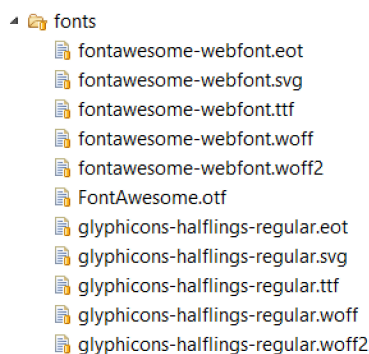 fonts
fontawesome-webfont.eot
fontawesome-webfont.svg
fontawesome-webfont.ttf
fontawesome-webfont.woff
fontawesome-webfont.woff2
FontAwesome.otf
glyphicons-halflings-regular.eot
glyphicons-halflings-regular.svg
glyphicons-halflings-regular.ttf
glyphicons-halflings-regular.woff
glyphicons-halflings-regular.woff2